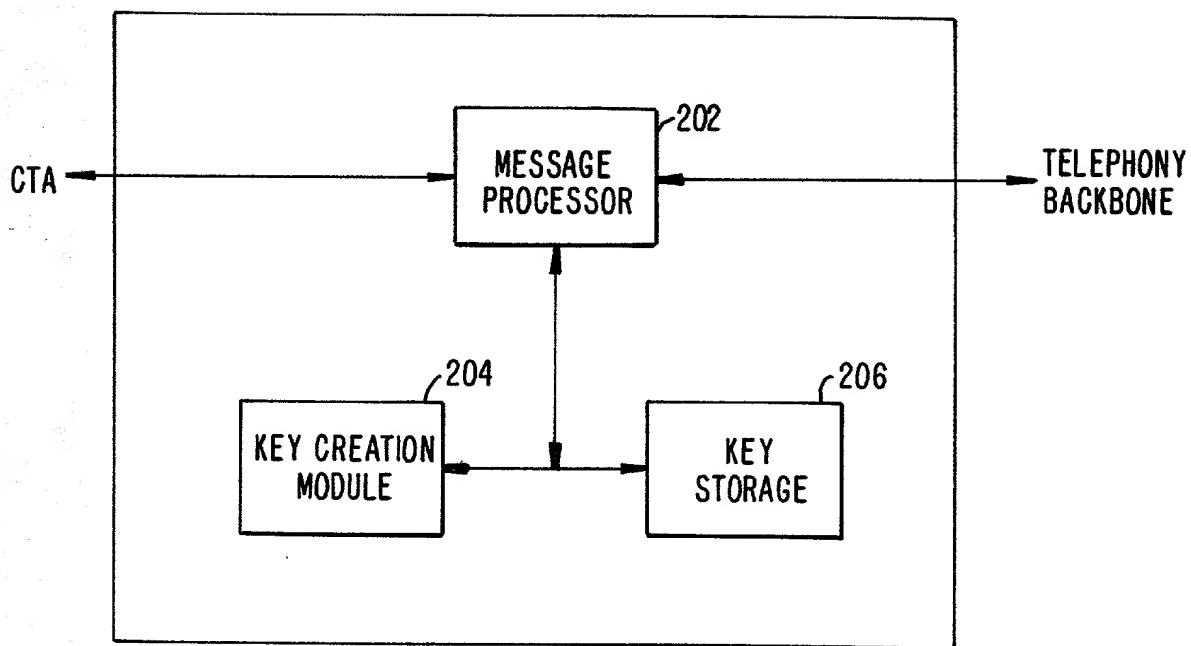 202
MESSAGE
PROCESSOR
CTA
TELEPHONY
BACKBONE
204
KEY CREATION
MODULE
206
KEY
STORAGE